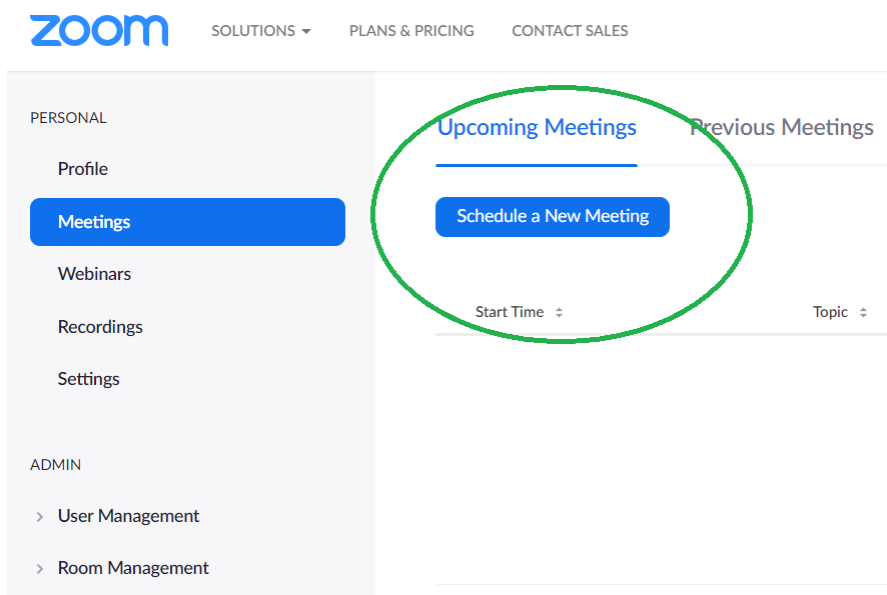 zoom SOLUTIONS PLANS & PRICING CONTACT SALES
PERSONAL
Profile
Meetings
Webinars
Recordings
Settings
ADMIN
User Management
Room Management
Upcoming Meetings Previous Meetings
Schedule a New Meeting
Start Time Topic